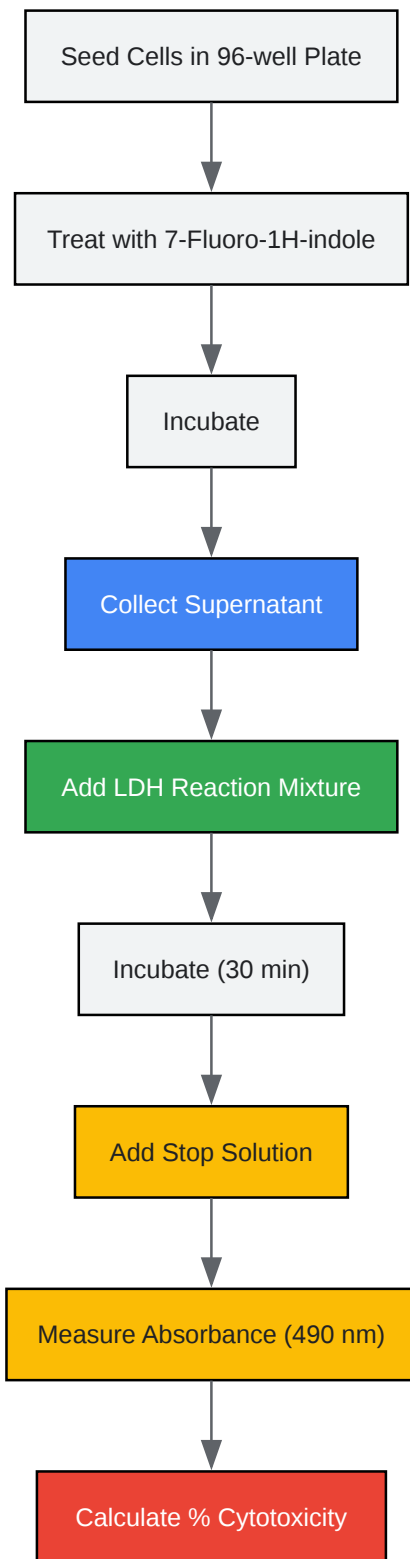 Seed Cells in 96-well Plate
Treat with 7-Fluoro-1H-indole
Incubate
Collect Supernatant
Add LDH Reaction Mixture
Incubate (30 min)
Add Stop Solution
Measure Absorbance (490 nm)
Calculate % Cytotoxicity